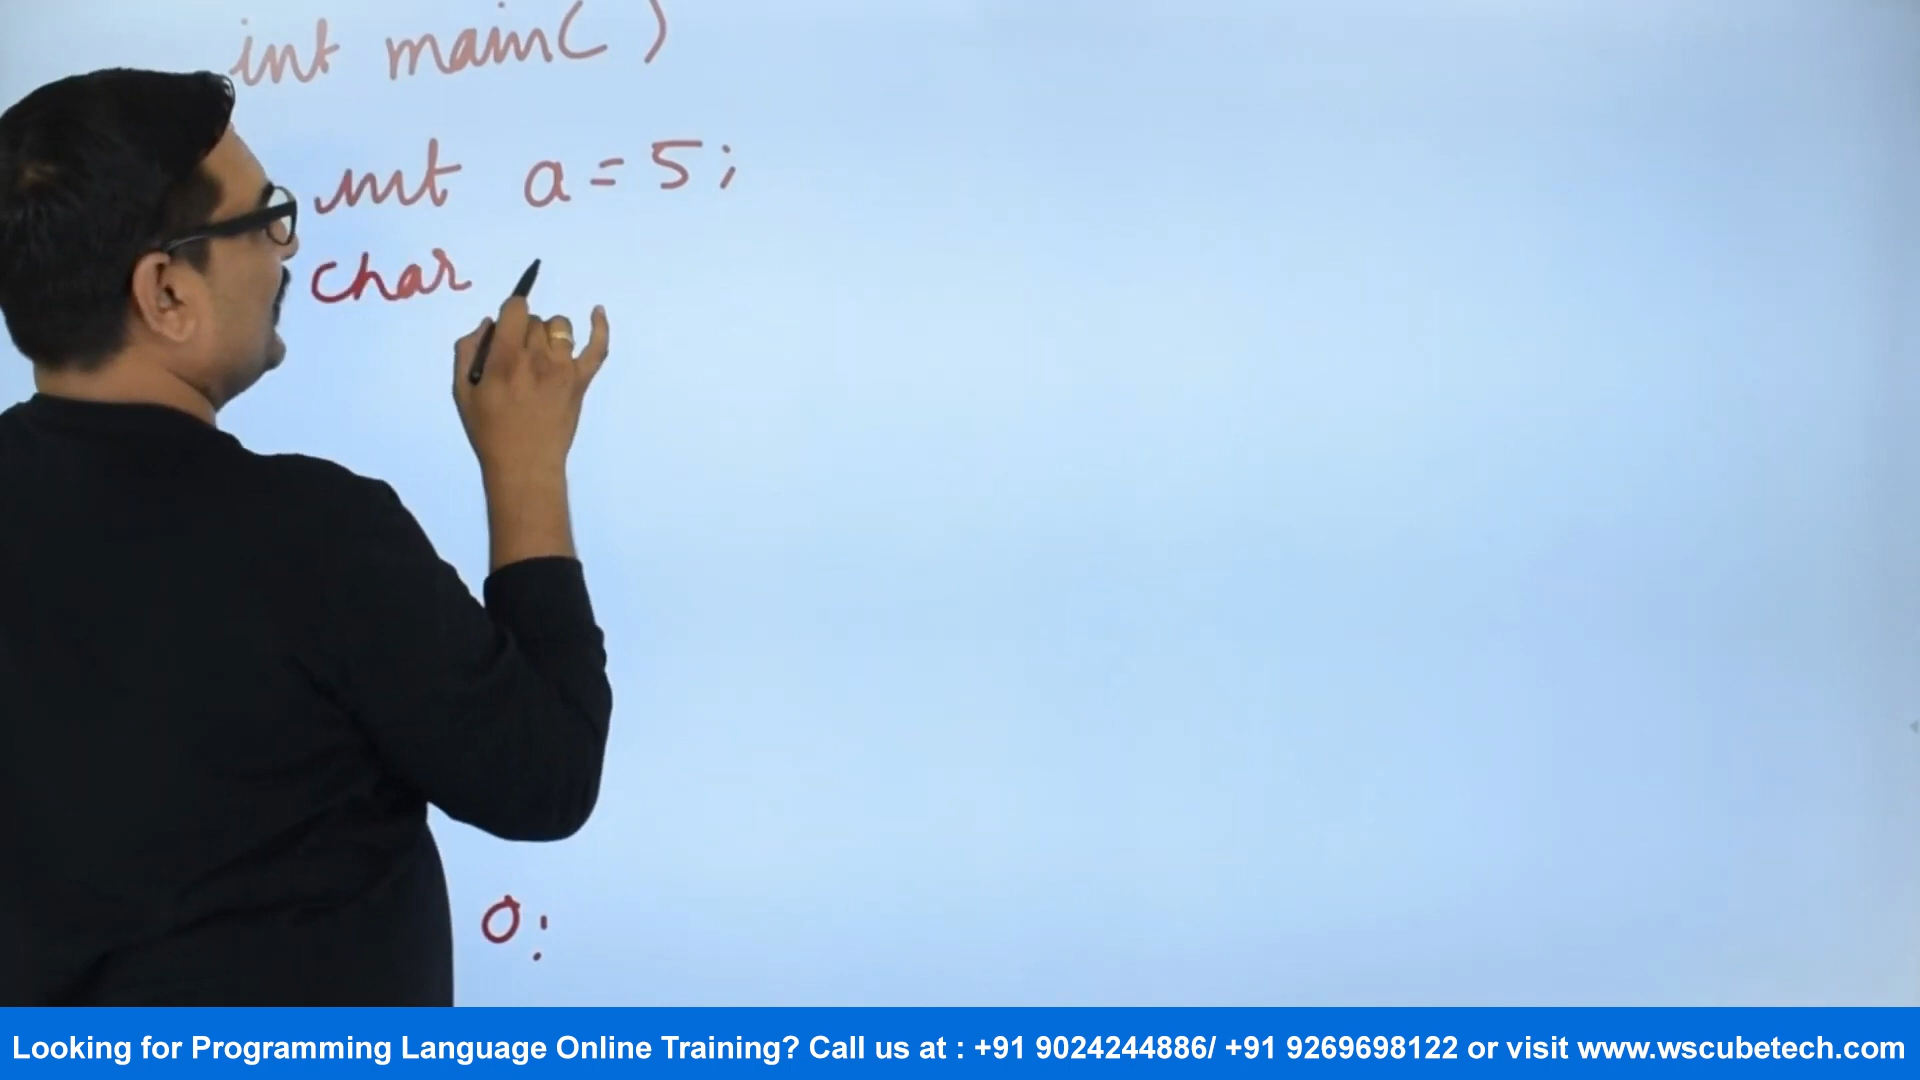 int main( )
int a = 5 ;
char
0;
Looking for Programming Language Online Training? Call us at : +91 9024244886/ +91 9269698122 or visit www.wscubetech.com